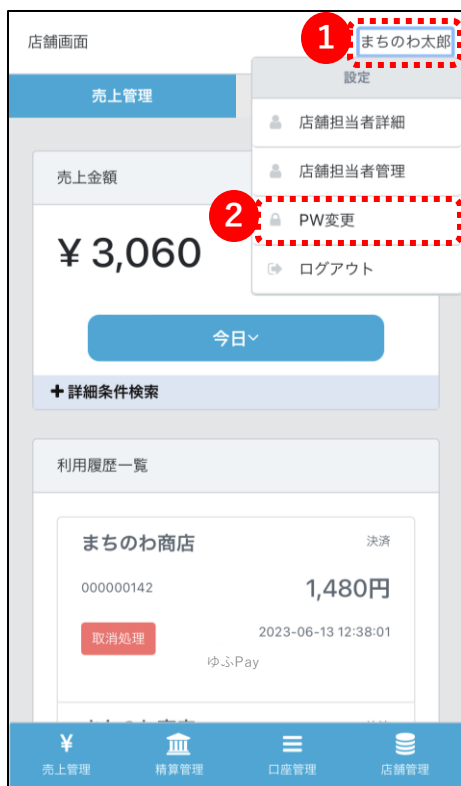 店舗画面
1
まちのわ太郎
設定
売上管理
店舗担当者詳細
店舗担当者管理
2
PW変更
ログアウト
売上金額
¥ 3,060
今日
詳細条件検索
利用履歴一覧
まちのわ商店
決済
000000142
1,480円
取消処理
2023-06-13 12:38:01
ゆふPay
売上管理
精算管理
口座管理
店舗管理